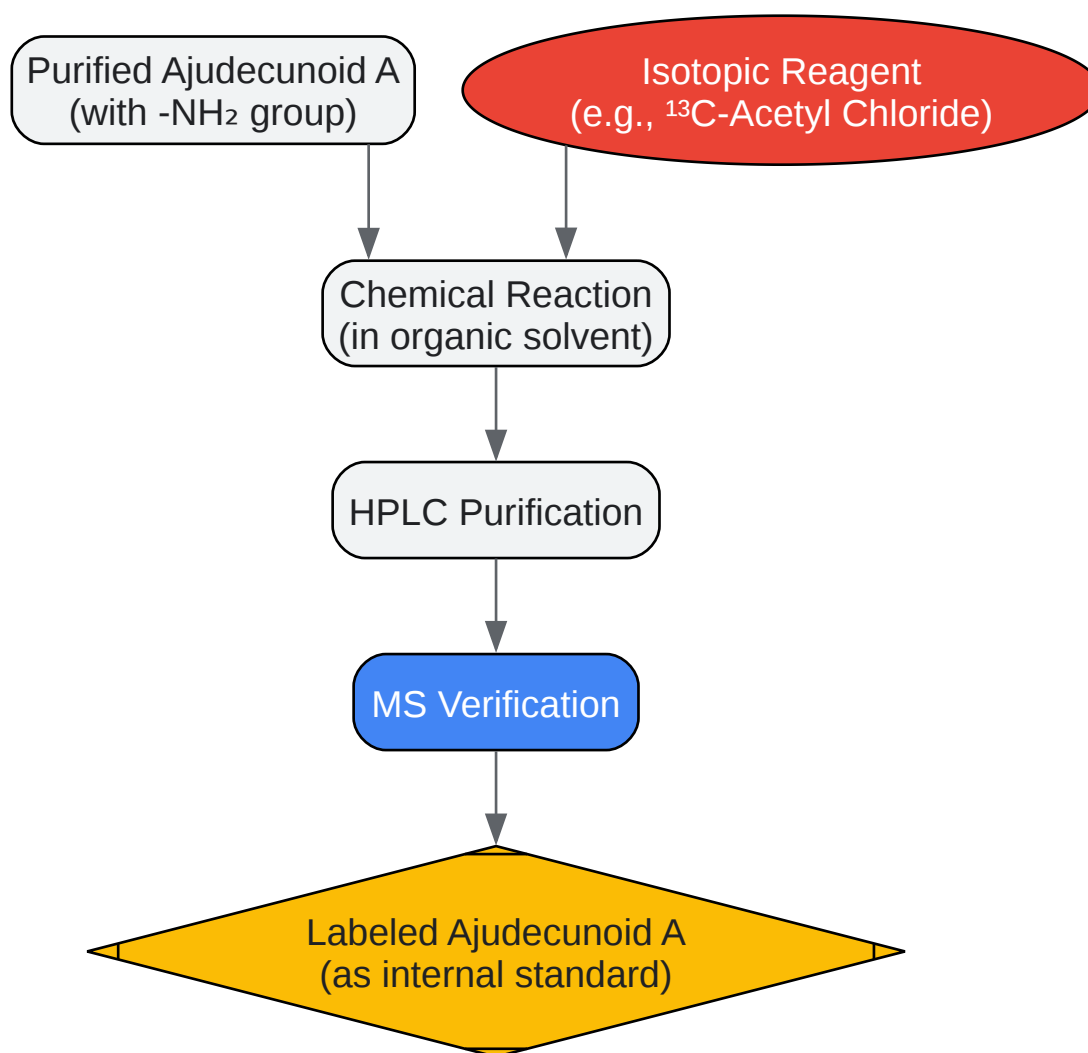 Purified Ajudecunoid A
(with -NH₂ group)
Isotopic Reagent
(e.g., ¹³C-Acetyl Chloride)
Chemical Reaction
(in organic solvent)
HPLC Purification
MS Verification
Labeled Ajudecunoid A
(as internal standard)